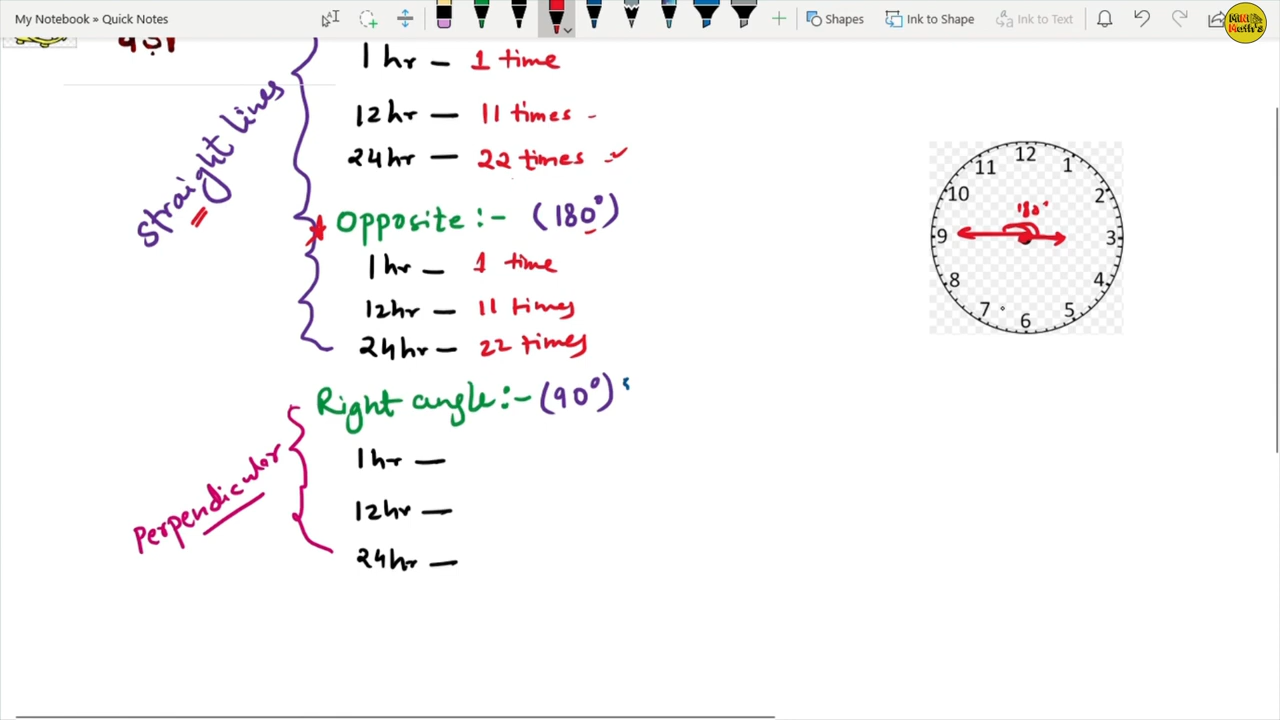 My Notebook » Quick Notes
Shapes
Ink to Shape
Ink to Text
Mini Math's
1 hr — 1 time
12 hr — 11 times -
24 hr — 22 times
Straight lines
Opposite :- (180°)
1 hr — 1 time
12 hr — 11 times
24 hr — 22 times
Right angle :- (90°)
Perpendicular
1 hr —
12 hr —
24 hr —
12
11 1
10 2
180°
9 3
8 4
7 5
6